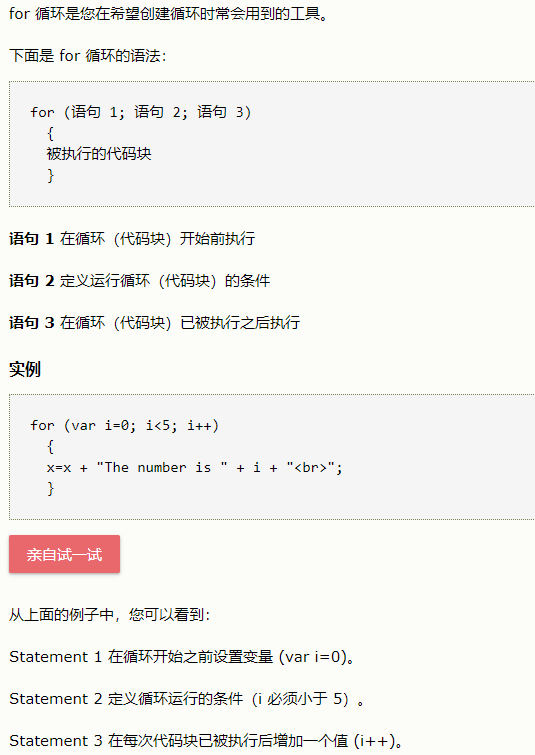 for 循环是您在希望创建循环时常会用到的工具。
下面是 for 循环的语法：
for (语句 1; 语句 2; 语句 3)
{
被执行的代码块
}
语句 1 在循环（代码块）开始前执行
语句 2 定义运行循环（代码块）的条件
语句 3 在循环（代码块）已被执行之后执行
实例
for (var i=0; i<5; i++)
{
x=x + "The number is " + i + "<br>";
}
亲自试一试
从上面的例子中，您可以看到：
Statement 1 在循环开始之前设置变量 (var i=0)。
Statement 2 定义循环运行的条件（i 必须小于 5）。
Statement 3 在每次代码块已被执行后增加一个值 (i++)。